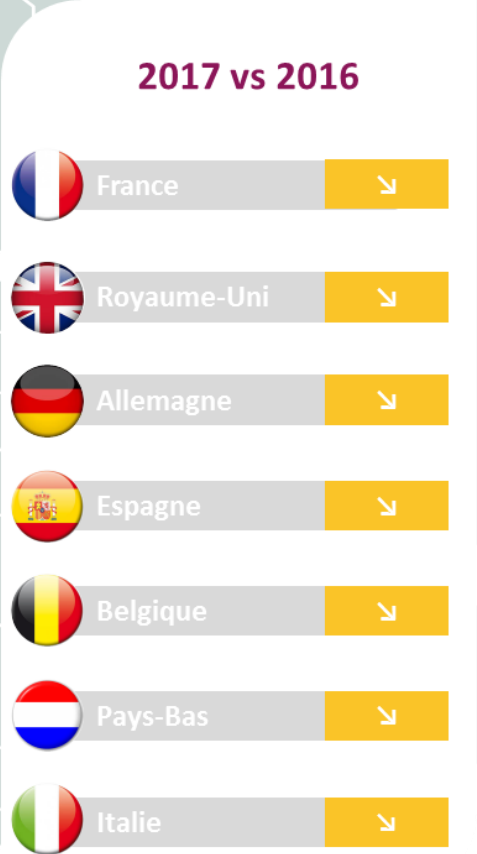 2017 vs 2016
France ↘
Royaume-Uni ↘
Allemagne ↘
Espagne ↘
Belgique ↘
Pays-Bas ↘
Italie ↘